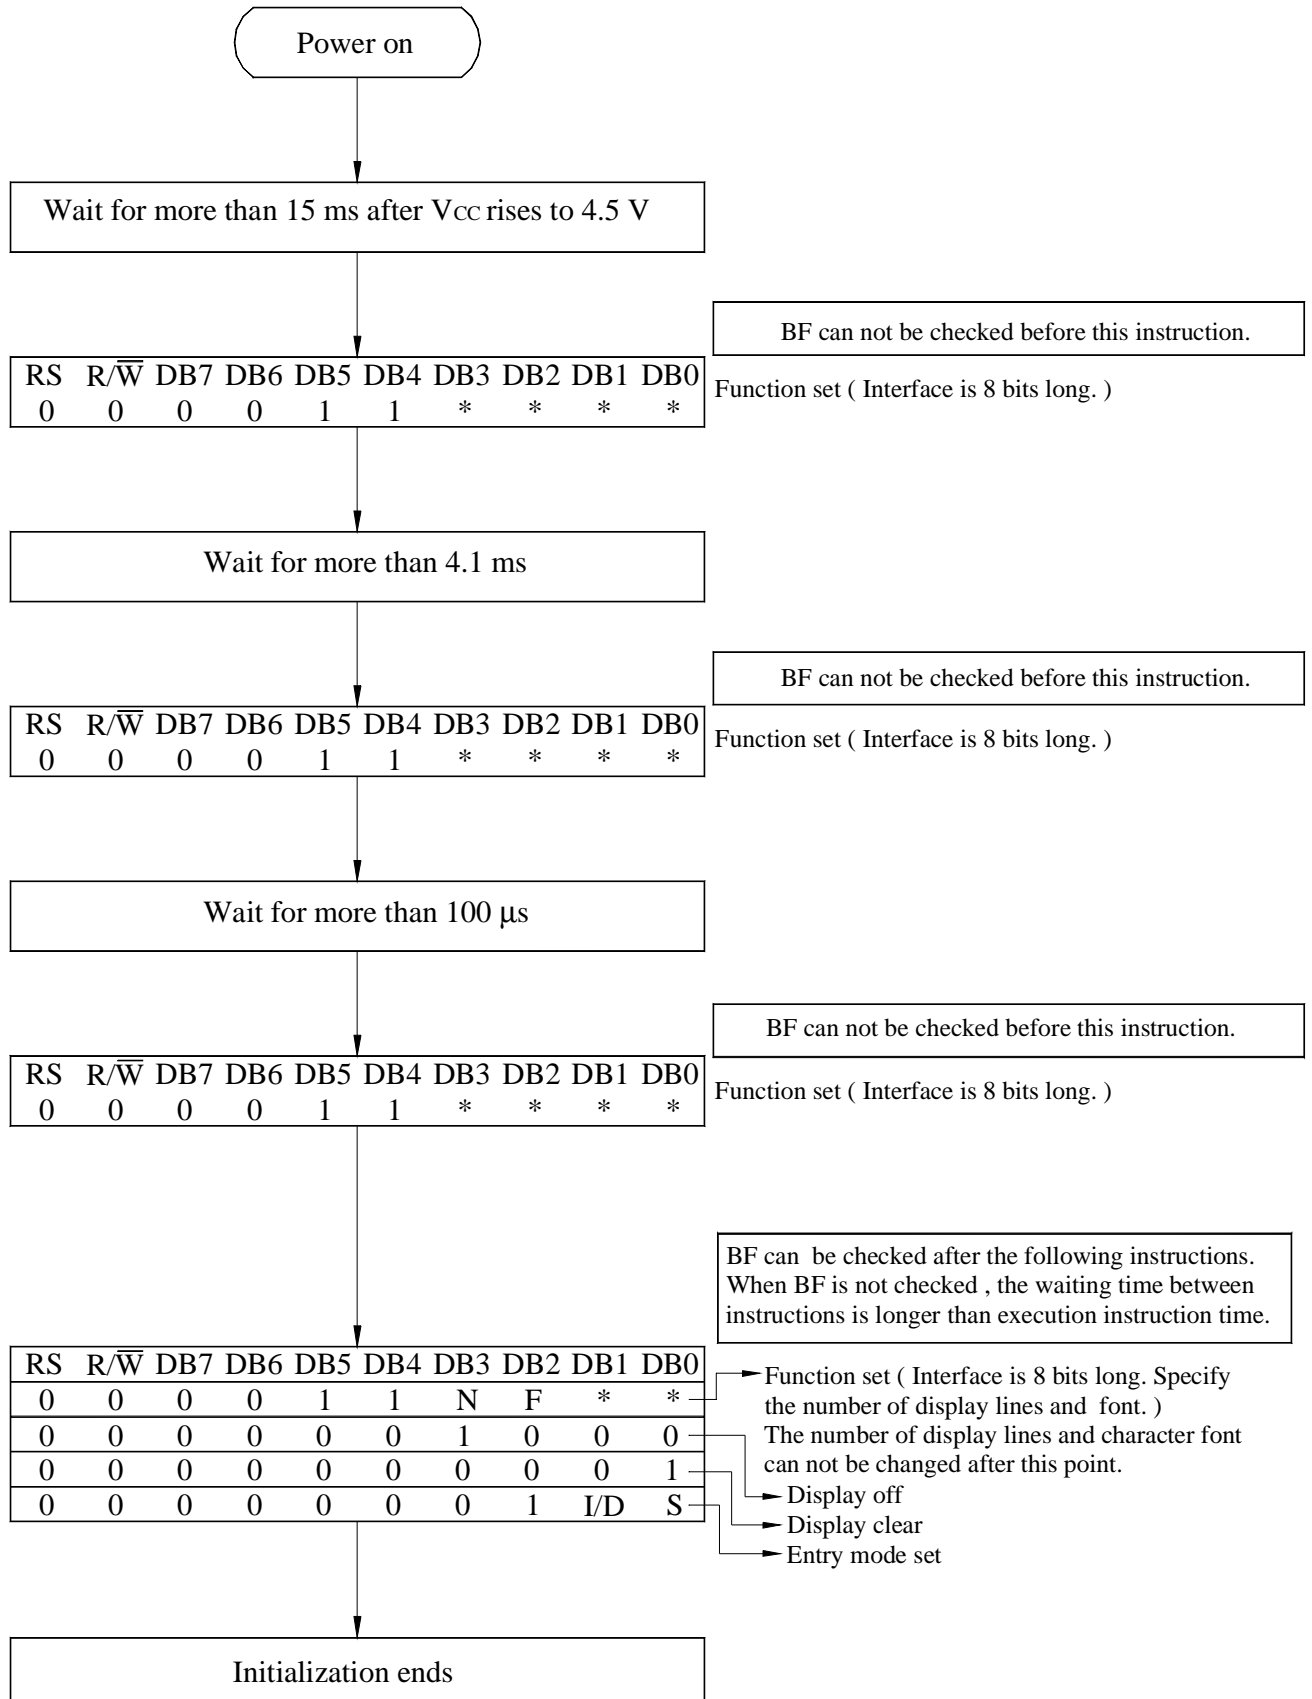 Power on
Wait for more than 15 ms after VCC rises to 4.5 V
BF can not be checked before this instruction.
RS R/W̅ DB7 DB6 DB5 DB4 DB3 DB2 DB1 DB0
0 0 0 0 1 1 * * * *
Function set ( Interface is 8 bits long. )
Wait for more than 4.1 ms
BF can not be checked before this instruction.
RS R/W̅ DB7 DB6 DB5 DB4 DB3 DB2 DB1 DB0
0 0 0 0 1 1 * * * *
Function set ( Interface is 8 bits long. )
Wait for more than 100 μs
BF can not be checked before this instruction.
RS R/W̅ DB7 DB6 DB5 DB4 DB3 DB2 DB1 DB0
0 0 0 0 1 1 * * * *
Function set ( Interface is 8 bits long. )
BF can be checked after the following instructions.
When BF is not checked , the waiting time between
instructions is longer than execution instruction time.
RS R/W̅ DB7 DB6 DB5 DB4 DB3 DB2 DB1 DB0
0 0 0 0 1 1 N F * *
0 0 0 0 0 0 1 0 0 0
0 0 0 0 0 0 0 0 0 1
0 0 0 0 0 0 0 1 I/D S
Function set ( Interface is 8 bits long. Specify
the number of display lines and font. )
The number of display lines and character font
can not be changed after this point.
Display off
Display clear
Entry mode set
Initialization ends